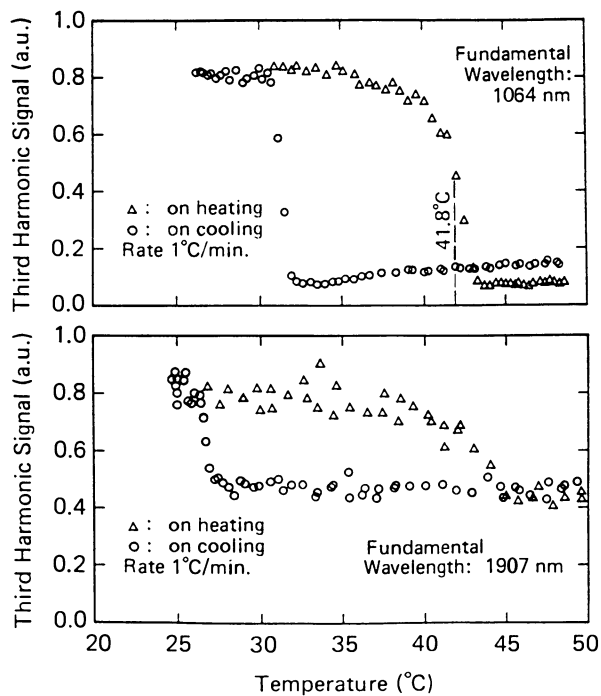 Third Harmonic Signal (a.u.)
1.0
0.8
0.6
0.4
0.2
0.0
Fundamental
Wavelength:
1064 nm
41.8°C
△ : on heating
○ : on cooling
Rate 1°C/min.
Third Harmonic Signal (a.u.)
1.0
0.8
0.6
0.4
0.2
0.0
△ : on heating
○ : on cooling
Rate 1°C/min.
Fundamental
Wavelength: 1907 nm
20 25 30 35 40 45 50
Temperature (°C)